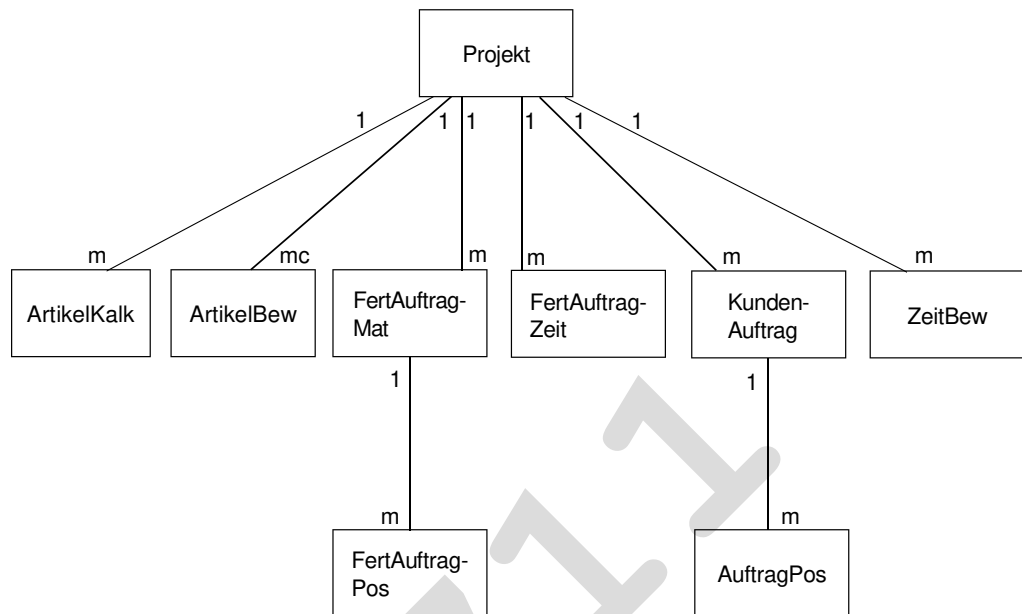 Projekt
1
1
1
1
1
1
m
mc
m
m
m
m
ArtikelKalk
ArtikelBew
FertAuftrag-
Mat
FertAuftrag-
Zeit
Kunden-
Auftrag
ZeitBew
1
1
m
m
FertAuftrag-
Pos
AuftragPos
11